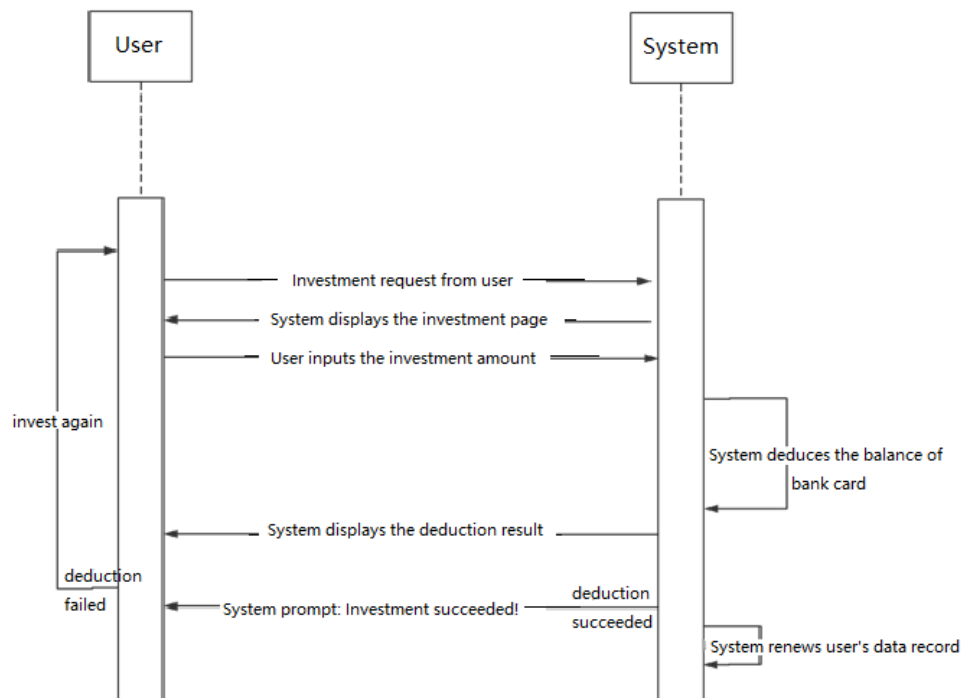 User
System
Investment request from user
System displays the investment page
User inputs the investment amount
invest again
System deduces the balance of
bank card
System displays the deduction result
deduction
failed
System prompt: Investment succeeded!
deduction
succeeded
System renews user's data record